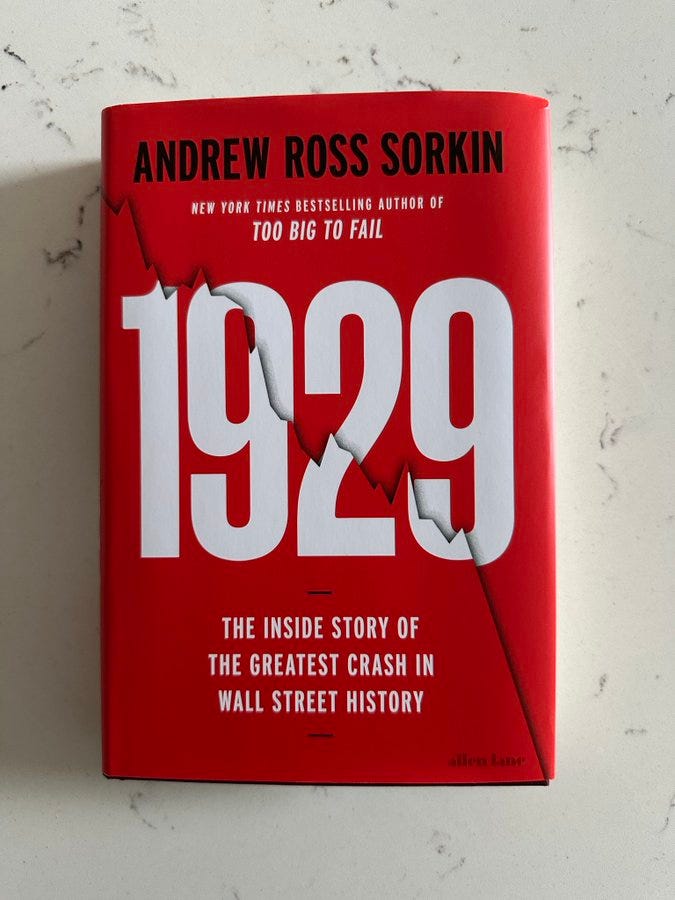 ANDREW ROSS SORKIN
NEW YORK TIMES BESTSELLING AUTHOR OF
TOO BIG TO FAIL
1929
THE INSIDE STORY OF
THE GREATEST CRASH IN
WALL STREET HISTORY
allen lane